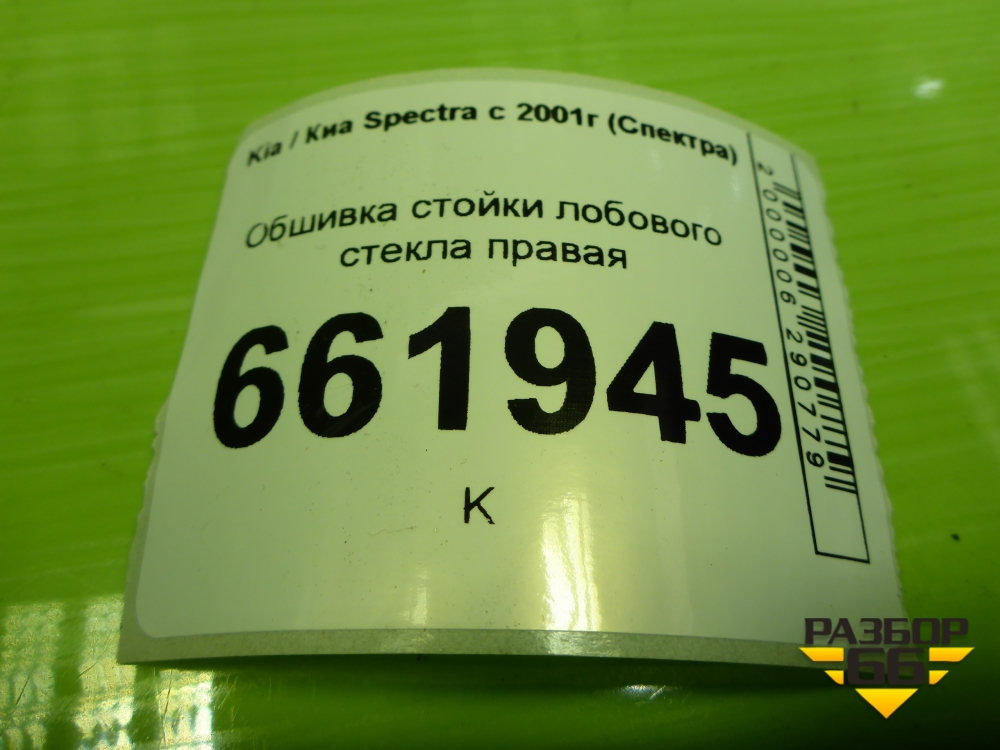 Kia / Киа Spectra с 2001г (Спектра)
Обшивка стойки лобового
стекла правая
661945
К
2000006290779
РАЗБОР
66